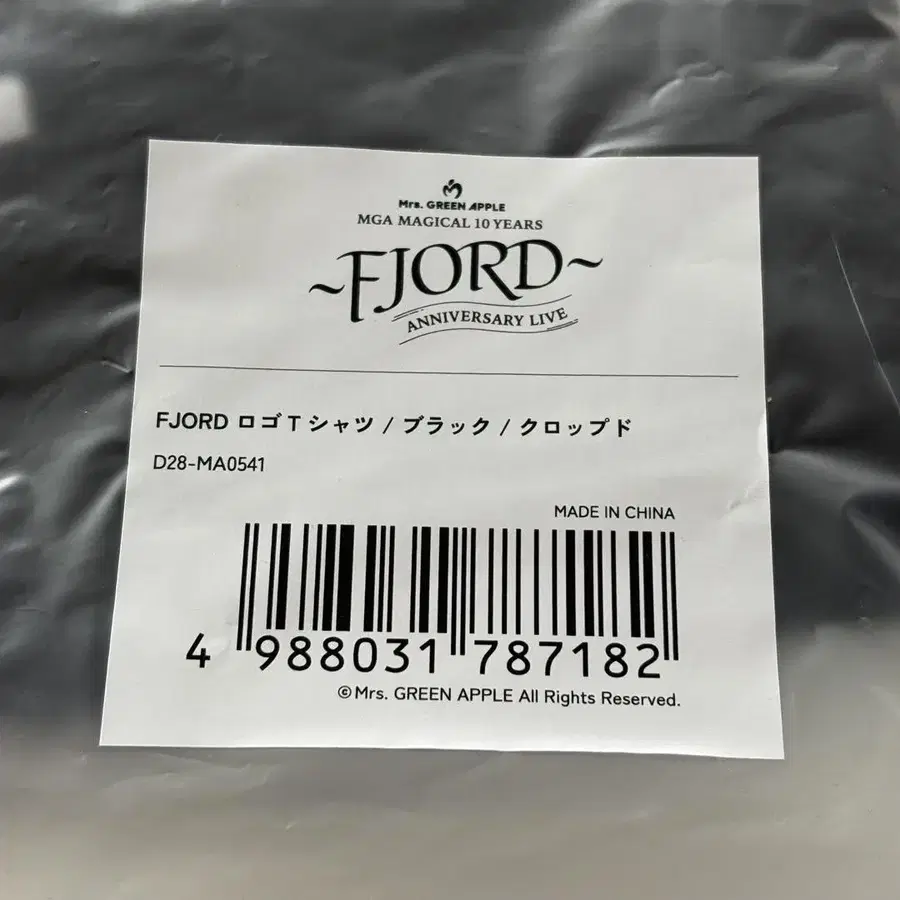 Mrs. GREEN APPLE
MGA MAGICAL 10 YEARS
~FJORD~
ANNIVERSARY LIVE
FJORD ロゴTシャツ / ブラック / クロップド
D28-MA0541
MADE IN CHINA
4 988031 787182
©Mrs. GREEN APPLE All Rights Reserved.